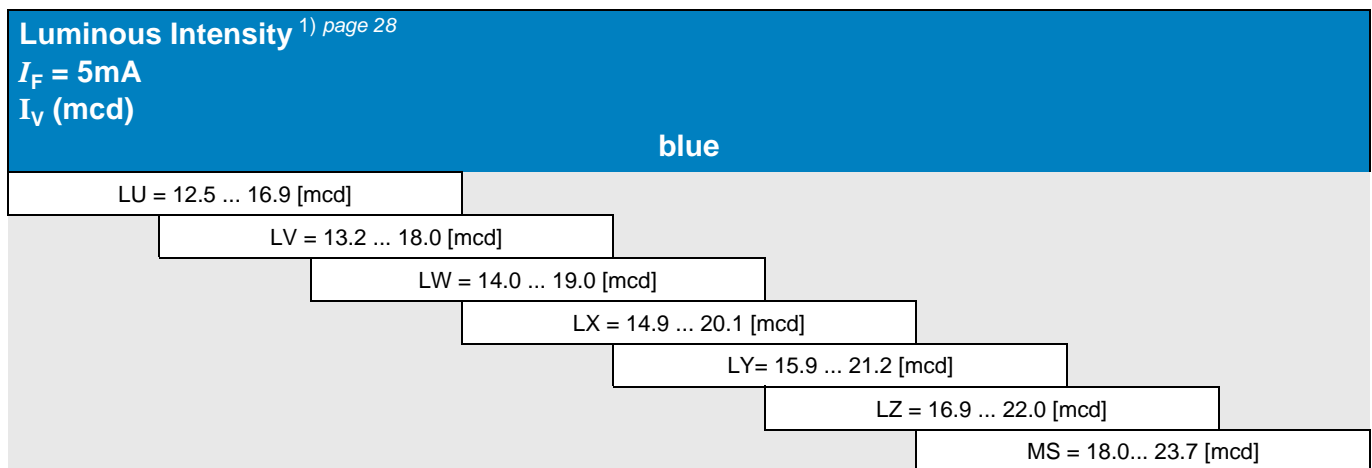 Luminous Intensity 1) page 28
IF = 5mA
IV (mcd)
blue
LU = 12.5 ... 16.9 [mcd]
LV = 13.2 ... 18.0 [mcd]
LW = 14.0 ... 19.0 [mcd]
LX = 14.9 ... 20.1 [mcd]
LY= 15.9 ... 21.2 [mcd]
LZ = 16.9 ... 22.0 [mcd]
MS = 18.0... 23.7 [mcd]